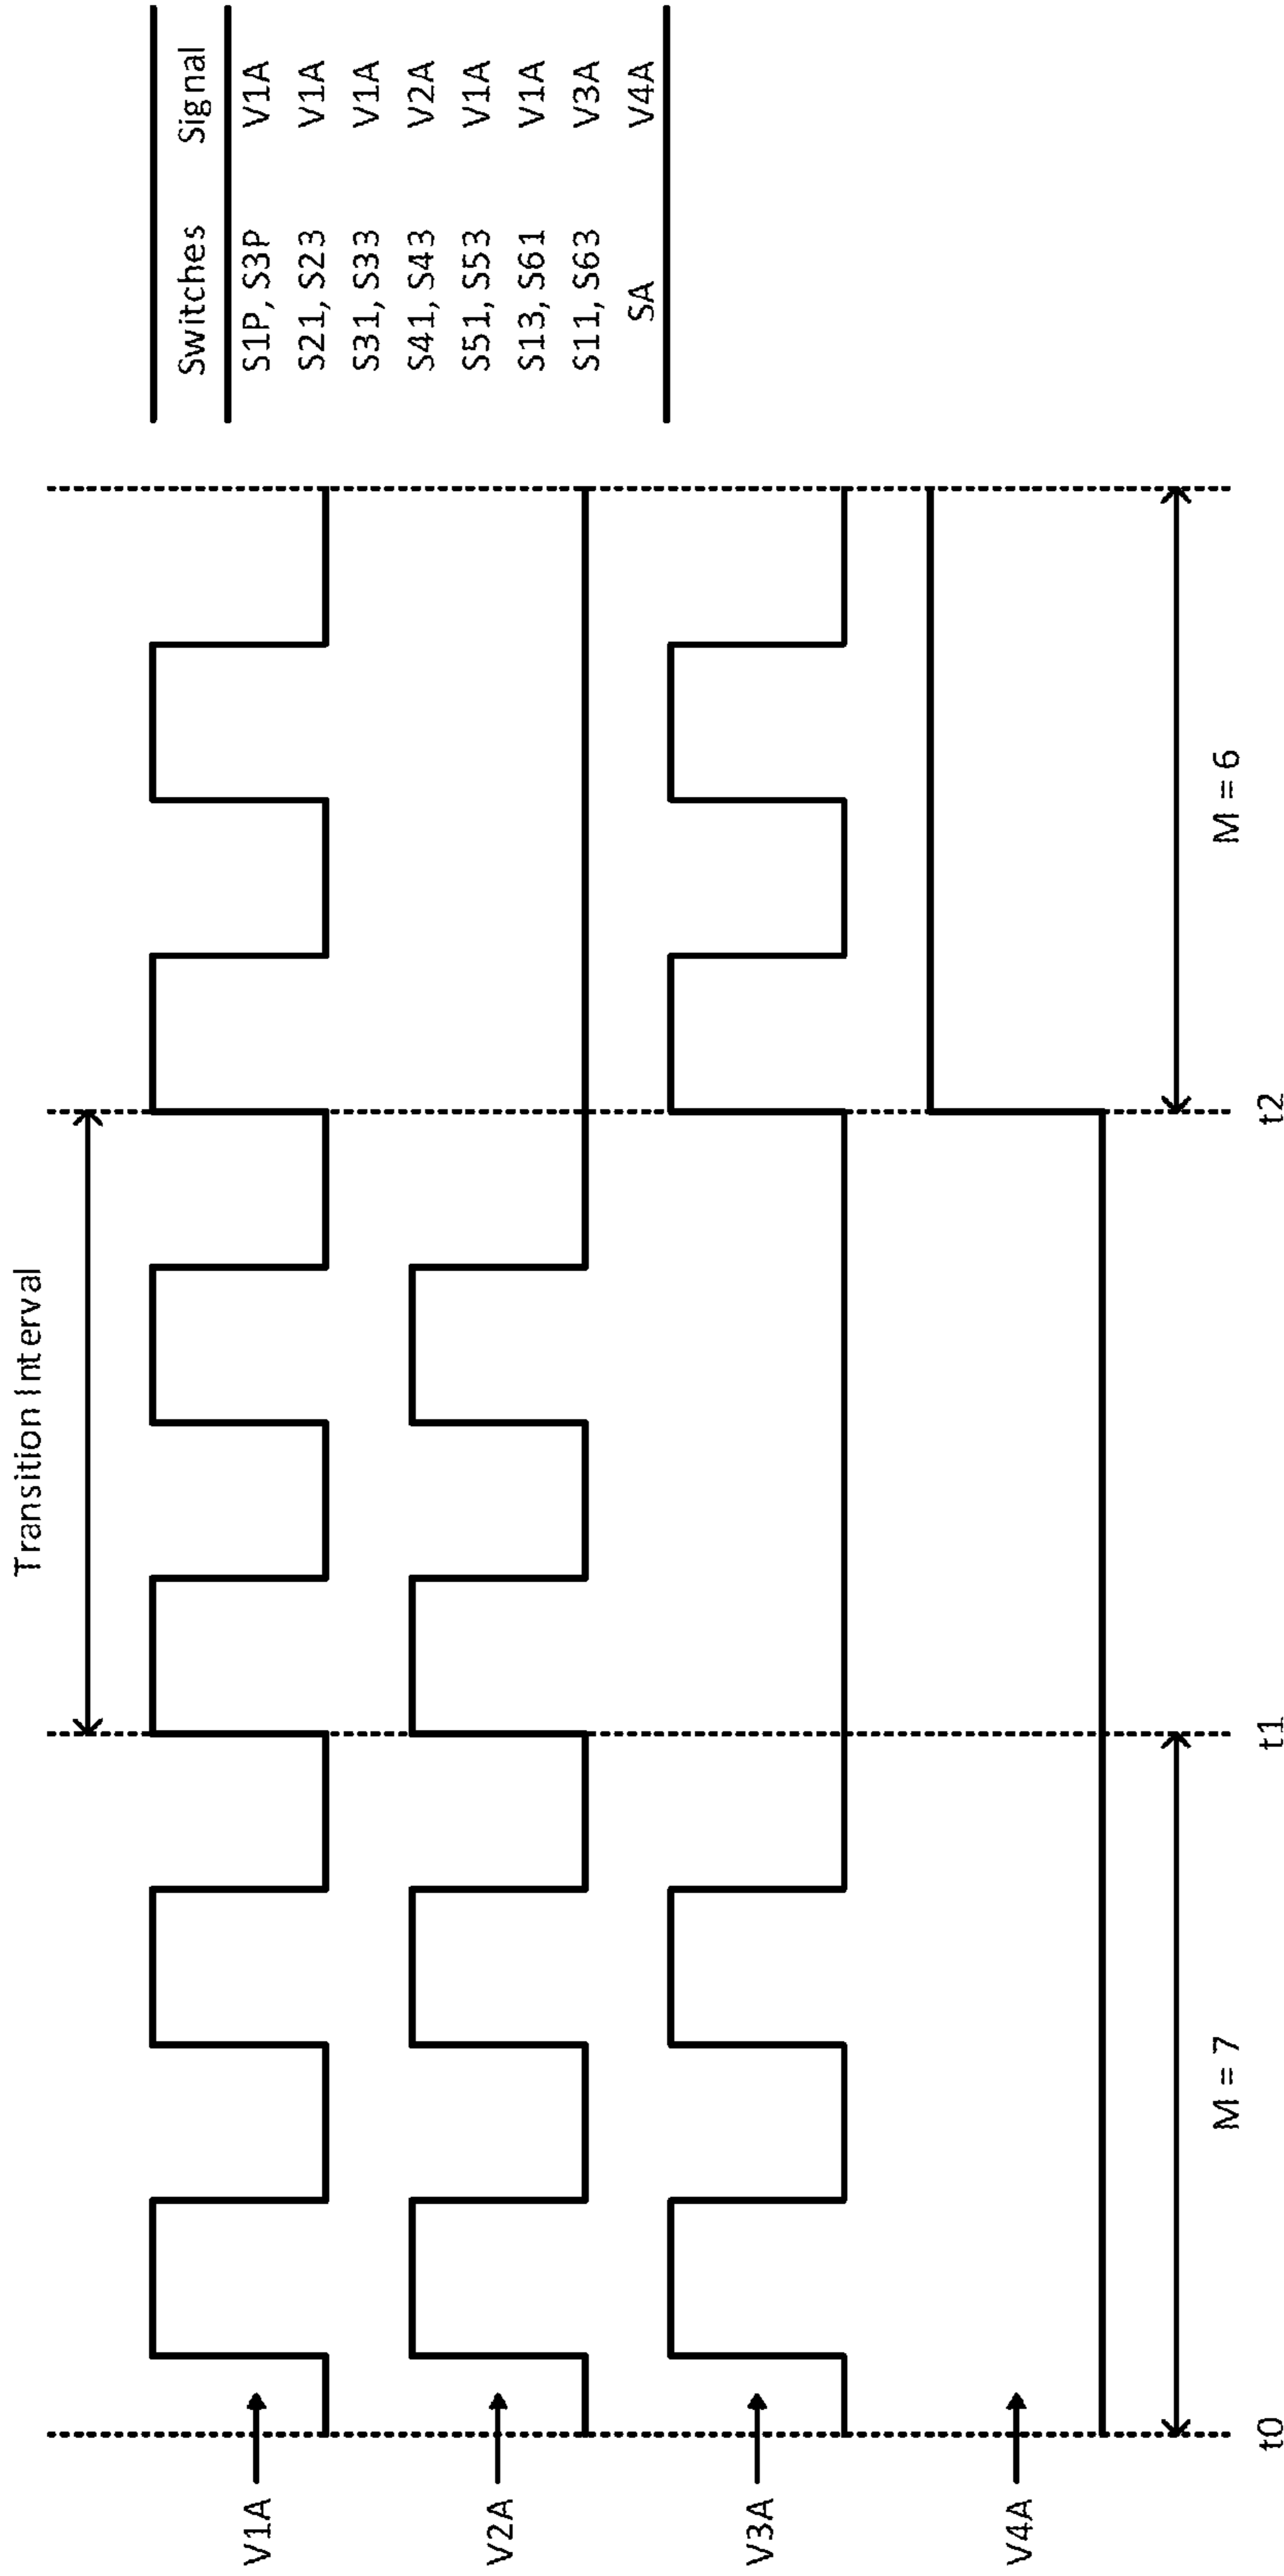 Transition Interval
V1A
V2A
V3A
V4A
M = 7
M = 6
t0
t1
t2
Switches Signal
S1P, S3P V1A
S21, S23 V1A
S31, S33 V1A
S41, S43 V2A
S51, S53 V1A
S13, S61 V1A
S11, S63 V3A
SA V4A